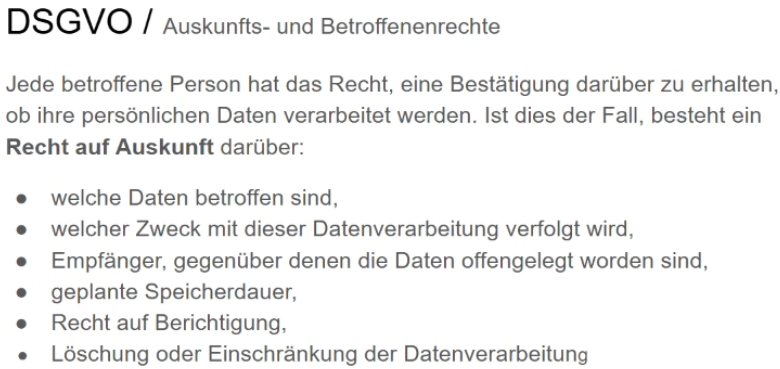 DSGVO / Auskunfts- und Betroffenenrechte
Jede betroffene Person hat das Recht, eine Bestätigung darüber zu erhalten,
ob ihre persönlichen Daten verarbeitet werden. Ist dies der Fall, besteht ein
Recht auf Auskunft darüber:
● welche Daten betroffen sind,
● welcher Zweck mit dieser Datenverarbeitung verfolgt wird,
● Empfänger, gegenüber denen die Daten offengelegt worden sind,
● geplante Speicherdauer,
● Recht auf Berichtigung,
● Löschung oder Einschränkung der Datenverarbeitung